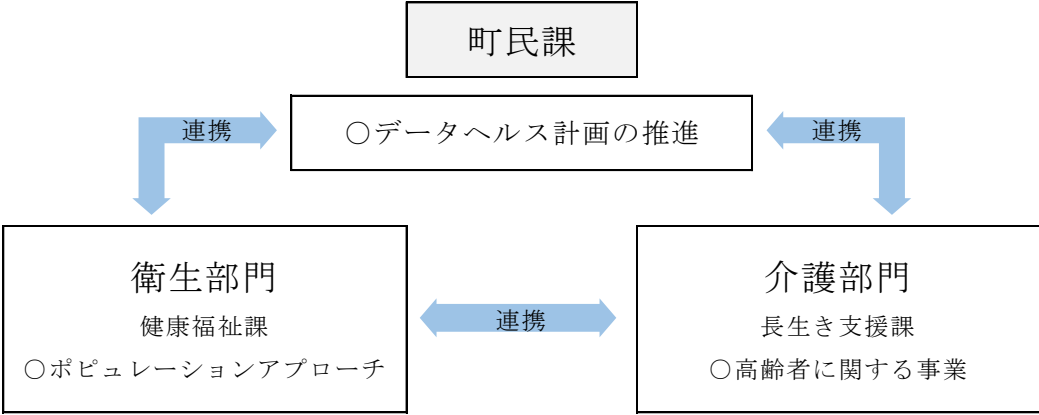 町民課
連携
○データヘルス計画の推進
連携
衛生部門
健康福祉課
○ポピュレーションアプローチ
連携
介護部門
長生き支援課
○高齢者に関する事業